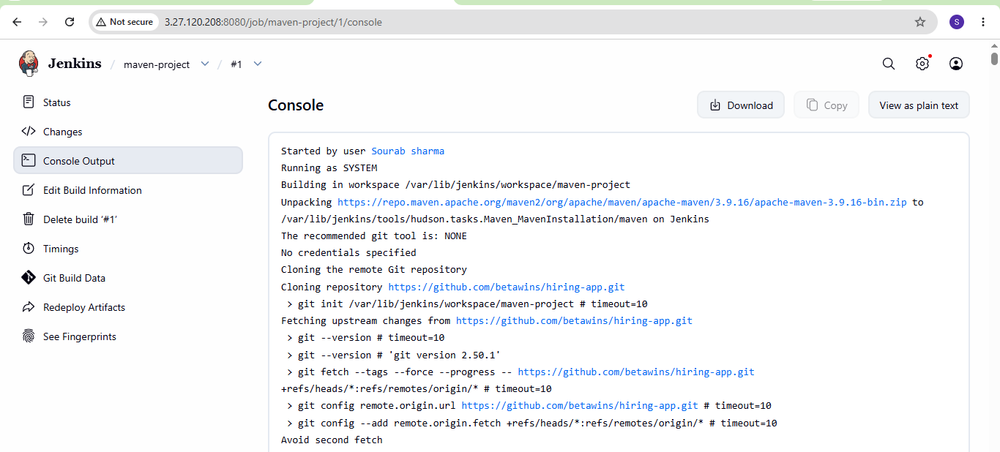 Not secure 3.27.120.208:8080/job/maven-project/1/console S
Jenkins / maven-project #1
Status
Changes
Console Output
Edit Build Information
Delete build ‘#1’
Timings
Git Build Data
Redeploy Artifacts
See Fingerprints
Console
Download
Copy
View as plain text
Started by user Sourab sharma
Running as SYSTEM
Building in workspace /var/lib/jenkins/workspace/maven-project
Unpacking https://repo.maven.apache.org/maven2/org/apache/maven/apache-maven/3.9.16/apache-maven-3.9.16-bin.zip to
/var/lib/jenkins/tools/hudson.tasks.Maven_MavenInstallation/maven on Jenkins
The recommended git tool is: NONE
No credentials specified
Cloning the remote Git repository
Cloning repository https://github.com/betawins/hiring-app.git
> git init /var/lib/jenkins/workspace/maven-project # timeout=10
Fetching upstream changes from https://github.com/betawins/hiring-app.git
> git --version # timeout=10
> git --version # 'git version 2.50.1'
> git fetch --tags --force --progress -- https://github.com/betawins/hiring-app.git
+refs/heads/*:refs/remotes/origin/* # timeout=10
> git config remote.origin.url https://github.com/betawins/hiring-app.git # timeout=10
> git config --add remote.origin.fetch +refs/heads/*:refs/remotes/origin/* # timeout=10
Avoid second fetch